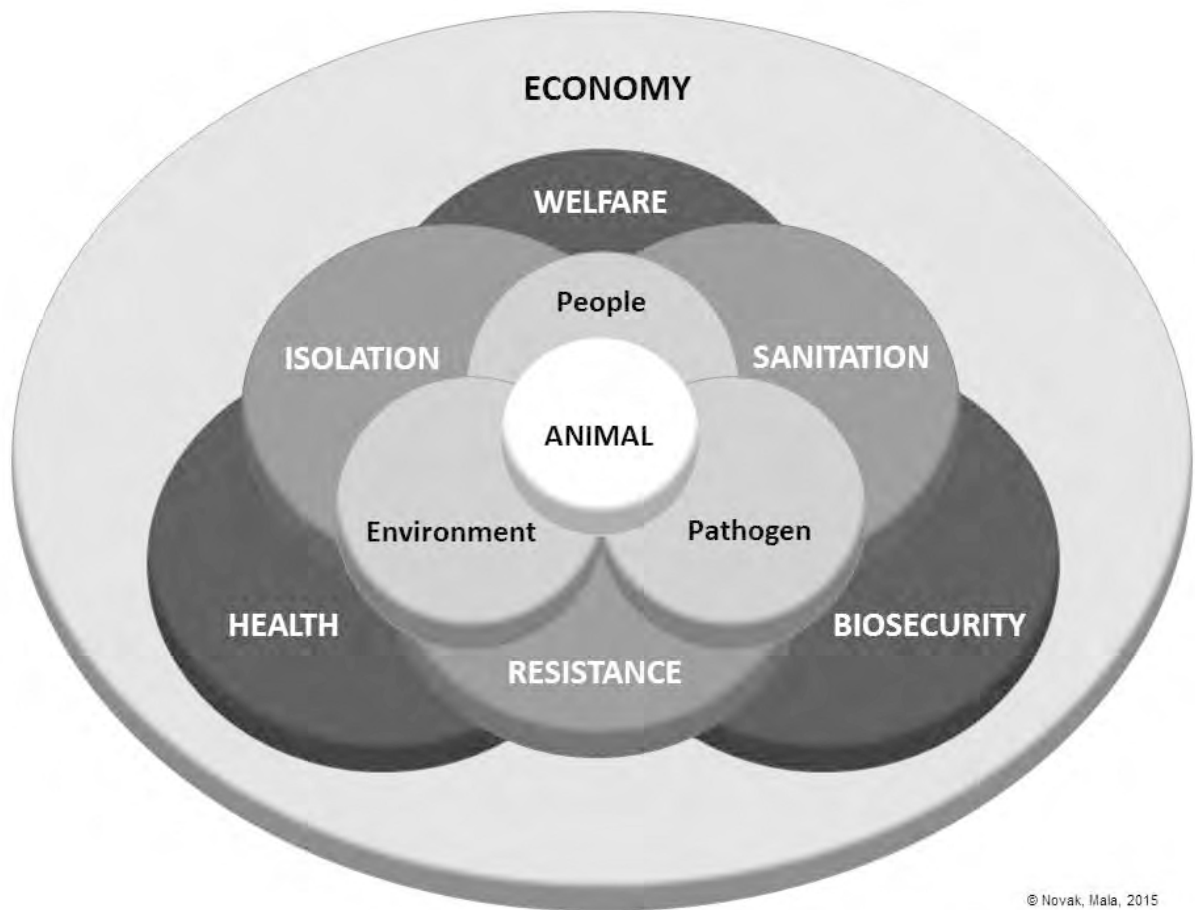 ECONOMY
WELFARE
People
ISOLATION
SANITATION
ANIMAL
Environment
Pathogen
HEALTH
BIOSECURITY
RESISTANCE
© Novak, Mala, 2015